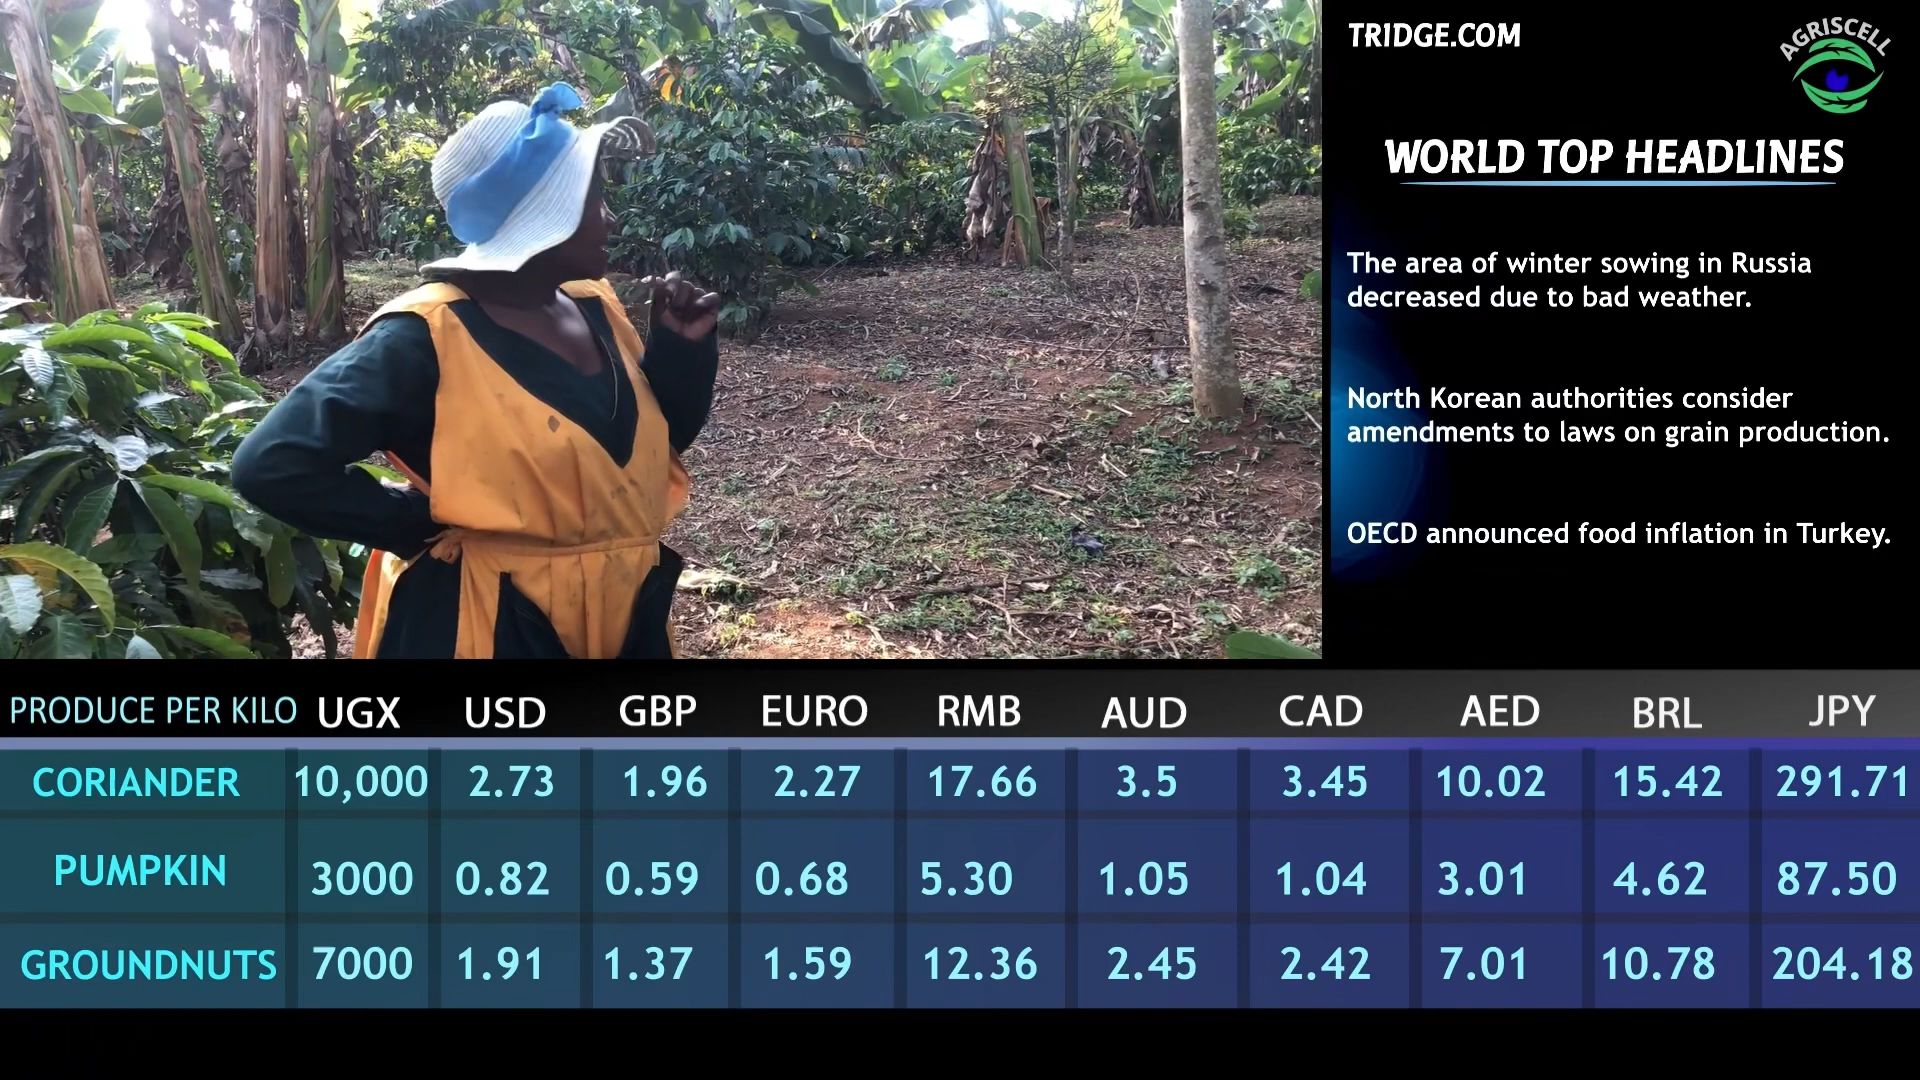 TRIDGE.COM
AGRISCELL
WORLD TOP HEADLINES
The area of winter sowing in Russia
decreased due to bad weather.
North Korean authorities consider
amendments to laws on grain production.
OECD announced food inflation in Turkey.
PRODUCE PER KILO UGX USD GBP EURO RMB AUD CAD AED BRL JPY
CORIANDER 10,000 2.73 1.96 2.27 17.66 3.5 3.45 10.02 15.42 291.71
PUMPKIN 3000 0.82 0.59 0.68 5.30 1.05 1.04 3.01 4.62 87.50
GROUNDNUTS 7000 1.91 1.37 1.59 12.36 2.45 2.42 7.01 10.78 204.18